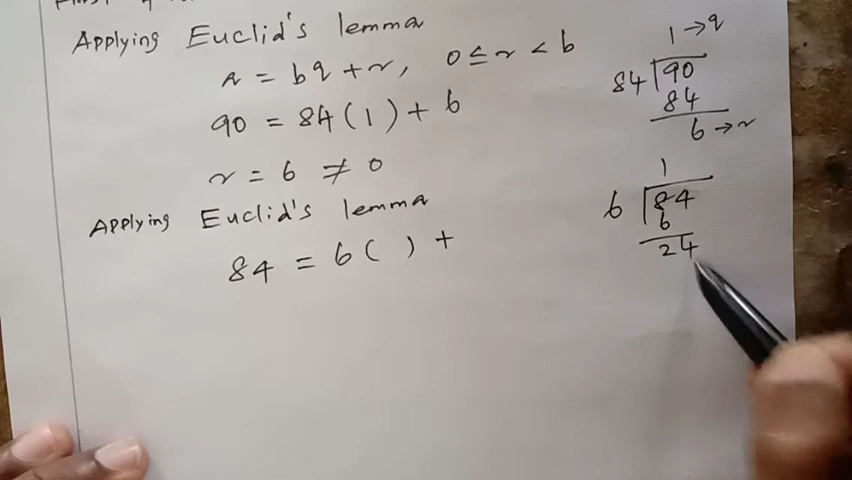 Applying Euclid's lemma
a = bq + r, 0 ≤ r < b
90 = 84 ( 1 ) + 6
r = 6 ≠ 0
Applying Euclid's lemma
84 = 6 ( ) +
1 → q
84 90
84
6 → r
1
6 84
6
24